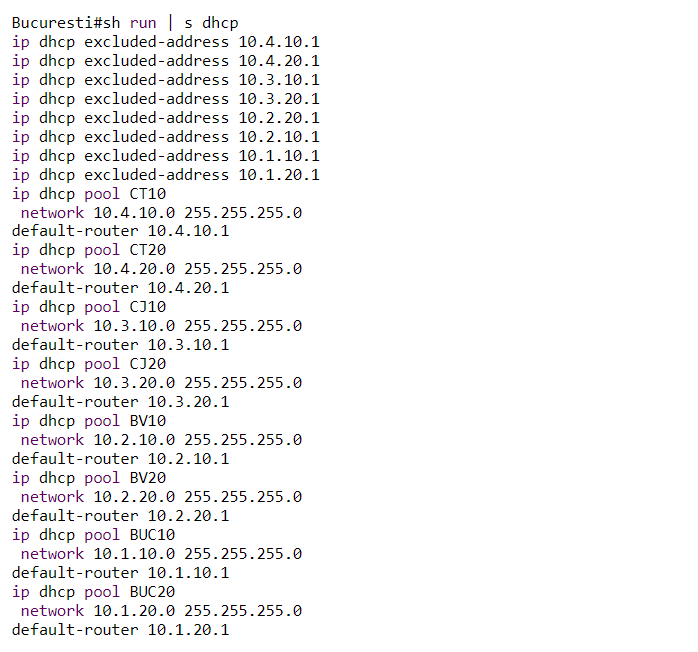 Bucuresti#sh run | s dhcp
ip dhcp excluded-address 10.4.10.1
ip dhcp excluded-address 10.4.20.1
ip dhcp excluded-address 10.3.10.1
ip dhcp excluded-address 10.3.20.1
ip dhcp excluded-address 10.2.20.1
ip dhcp excluded-address 10.2.10.1
ip dhcp excluded-address 10.1.10.1
ip dhcp excluded-address 10.1.20.1
ip dhcp pool CT10
 network 10.4.10.0 255.255.255.0
default-router 10.4.10.1
ip dhcp pool CT20
 network 10.4.20.0 255.255.255.0
default-router 10.4.20.1
ip dhcp pool CJ10
 network 10.3.10.0 255.255.255.0
default-router 10.3.10.1
ip dhcp pool CJ20
 network 10.3.20.0 255.255.255.0
default-router 10.3.20.1
ip dhcp pool BV10
 network 10.2.10.0 255.255.255.0
default-router 10.2.10.1
ip dhcp pool BV20
 network 10.2.20.0 255.255.255.0
default-router 10.2.20.1
ip dhcp pool BUC10
 network 10.1.10.0 255.255.255.0
default-router 10.1.10.1
ip dhcp pool BUC20
 network 10.1.20.0 255.255.255.0
default-router 10.1.20.1